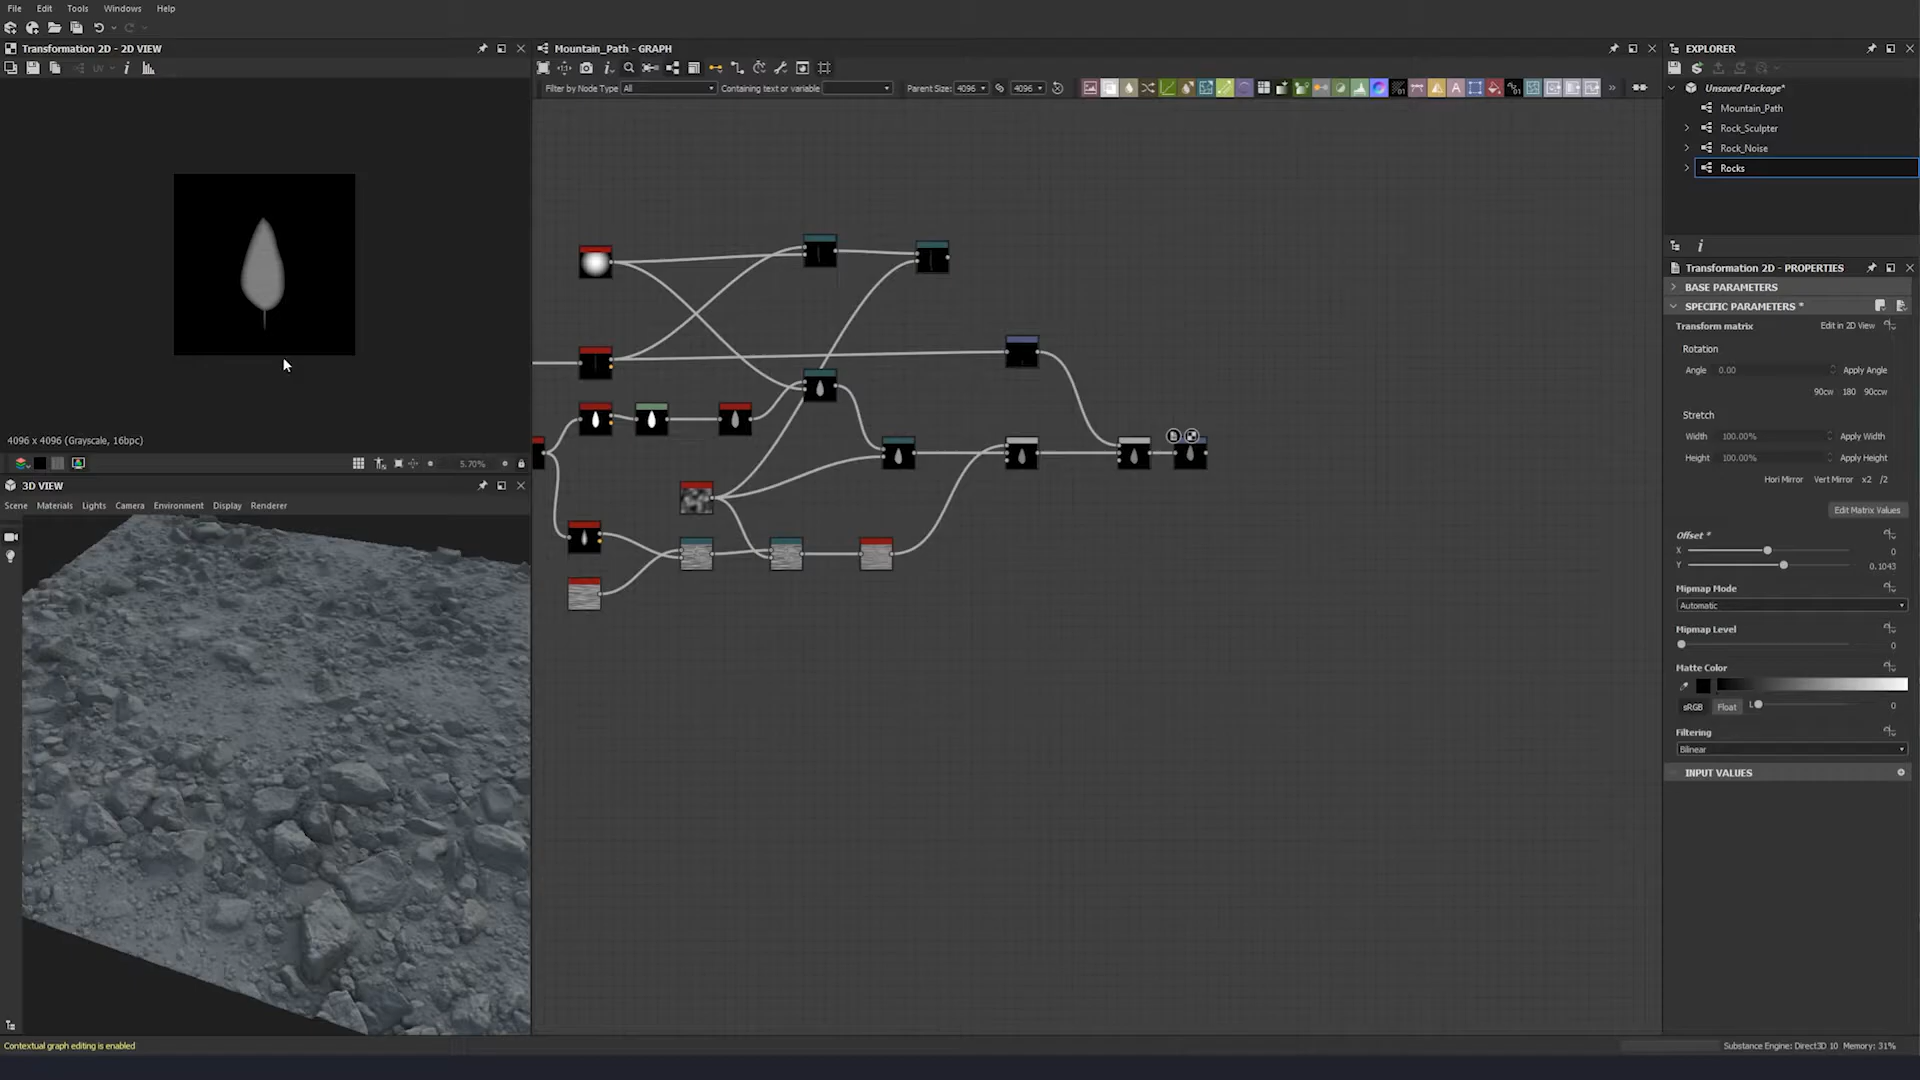 File Edit Tools Windows Help
Transformation 2D - 2D VIEW
UV
4096 x 4096 (Grayscale, 16bpc)
5.70%
3D VIEW
Scene Materials Lights Camera Environment Display Renderer
Contextual graph editing is enabled
Mountain_Path - GRAPH
Filter by Node Type All Containing text or variable Parent Size: 4096 4096
EXPLORER
Unsaved Package*
Mountain_Path
Rock_Sculpter
Rock_Noise
Rocks
Transformation 2D - PROPERTIES
BASE PARAMETERS
SPECIFIC PARAMETERS *
Transform matrix Edit in 2D View
Rotation
Angle 0.00 Apply Angle
90cw 180 90ccw
Stretch
Width 100.00% Apply Width
Height 100.00% Apply Height
Hori Mirror Vert Mirror x2 /2
Edit Matrix Values
Offset *
X 0
Y 0.1043
Mipmap Mode
Automatic
Mipmap Level
0
Matte Color
sRGB Float L 0
Filtering
Bilinear
INPUT VALUES
Substance Engine: Direct3D 10 Memory: 31%